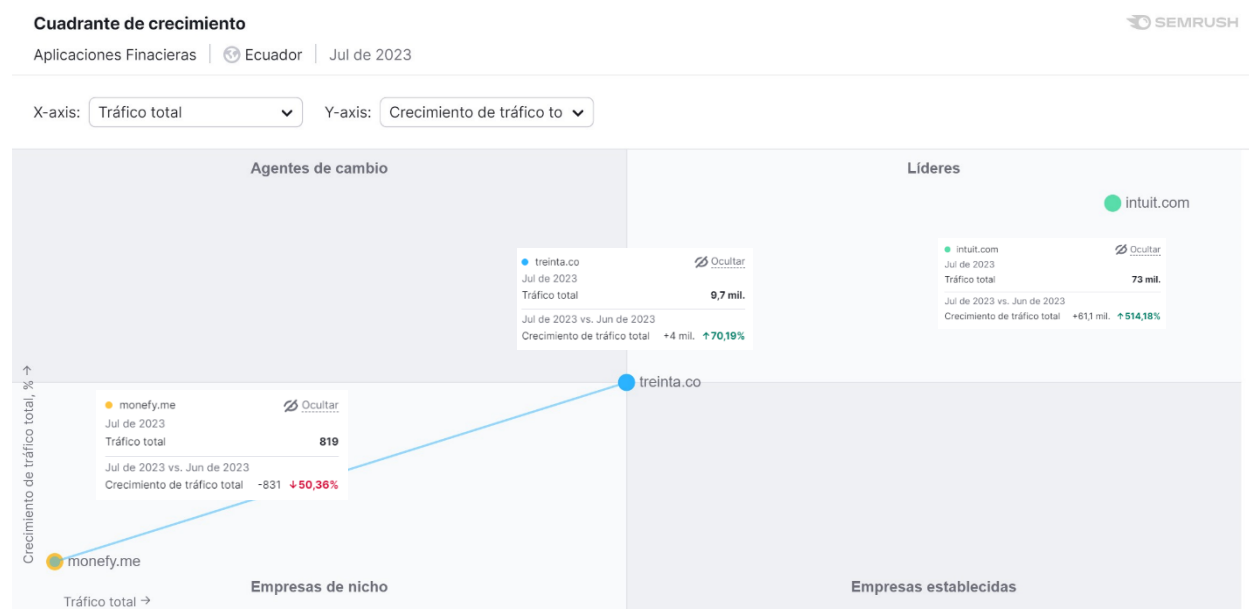 Cuadrante de crecimiento
SEMRUSH
Aplicaciones Finacieras Ecuador Jul de 2023
X-axis: Tráfico total Y-axis: Crecimiento de tráfico to
Agentes de cambio
Líderes
intuit.com
intuit.com Ocultar
Jul de 2023
Tráfico total 73 mil.
Jul de 2023 vs. Jun de 2023
Crecimiento de tráfico total +61,1 mil. ↑514,18%
treinta.co Ocultar
Jul de 2023
Tráfico total 9,7 mil.
Jul de 2023 vs. Jun de 2023
Crecimiento de tráfico total +4 mil. ↑70,19%
treinta.co
monefy.me Ocultar
Jul de 2023
Tráfico total 819
Jul de 2023 vs. Jun de 2023
Crecimiento de tráfico total -831 ↓50,36%
Crecimiento de tráfico total, % →
monefy.me
Empresas de nicho
Empresas establecidas
Tráfico total →